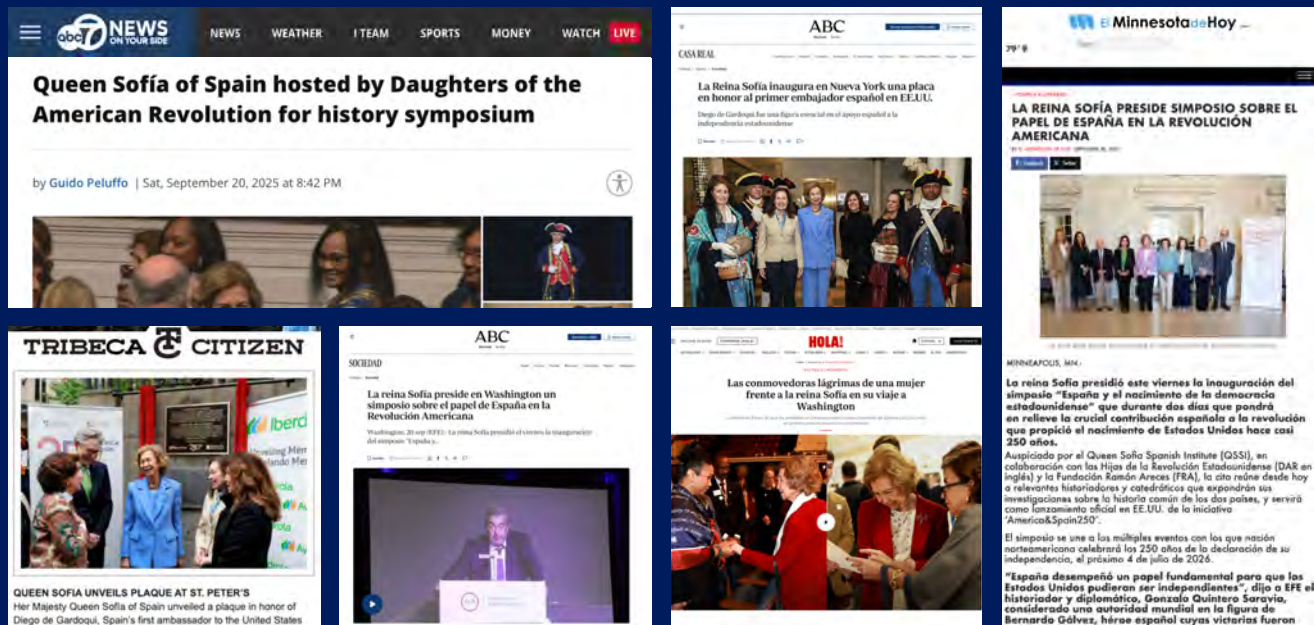 abc 7 NEWS
ON YOUR SIDE
NEWS WEATHER I TEAM SPORTS MONEY WATCH LIVE
Queen Sofía of Spain hosted by Daughters of the
American Revolution for history symposium
by Guido Peluffo | Sat, September 20, 2025 at 8:42 PM
ABC
CASA REAL
La Reina Sofía inaugura en Nueva York una placa
en honor al primer embajador español en EE.UU.
Diego de Gardoqui fue una figura esencial en el apoyo español a la
independencia estadounidense
El Minnesota de Hoy
79°F
LA REINA SOFÍA PRESIDE SIMPOSIO SOBRE EL
PAPEL DE ESPAÑA EN LA REVOLUCIÓN
AMERICANA
MINNEAPOLIS, MN.-
La reina Sofía presidió este viernes la inauguración del
simposio "España y el nacimiento de la democracia
estadounidense" que durante dos días que pondrá
en relieve la crucial contribución española a la revolución
que propició el nacimiento de Estados Unidos hace casi
250 años.
Auspiciado por el Queen Sofía Spanish Institute (QSSI), en
colaboración con las Hijas de la Revolución Estadounidense (DAR en
inglés) y la Fundación Ramón Areces (FRA), la cita reúne desde hoy
a relevantes historiadores y catedráticos que expondrán sus
investigaciones sobre la historia común de los dos países, y servirá
como lanzamiento oficial en EE.UU. de la iniciativa
'America&Spain250'.
El simposio se une a los múltiples eventos con los que nación
norteamericana celebrará los 250 años de la declaración de su
independencia, el próximo 4 de julio de 2026.
"España desempeñó un papel fundamental para que los
Estados Unidos pudieran ser independientes", dijo a EFE el
historiador y diplomático, Gonzalo Quintero Saravia,
considerado una autoridad mundial en la figura de
Bernardo Gálvez, héroe español cuyas victorias fueron
TRIBECA TC CITIZEN
Iberd
QUEEN SOFIA UNVEILS PLAQUE AT ST. PETER'S
Her Majesty Queen Sofia of Spain unveiled a plaque in honor of
Diego de Gardoqui, Spain's first ambassador to the United States
ABC
SOCIEDAD
La reina Sofía preside en Washington un
simposio sobre el papel de España en la
Revolución Americana
Washington, 20 sep (EFE).- La reina Sofía presidió el viernes la inauguración
del simposio 'España y...
¡HOLA!
Las conmovedoras lágrimas de una mujer
frente a la reina Sofía en su viaje a
Washington